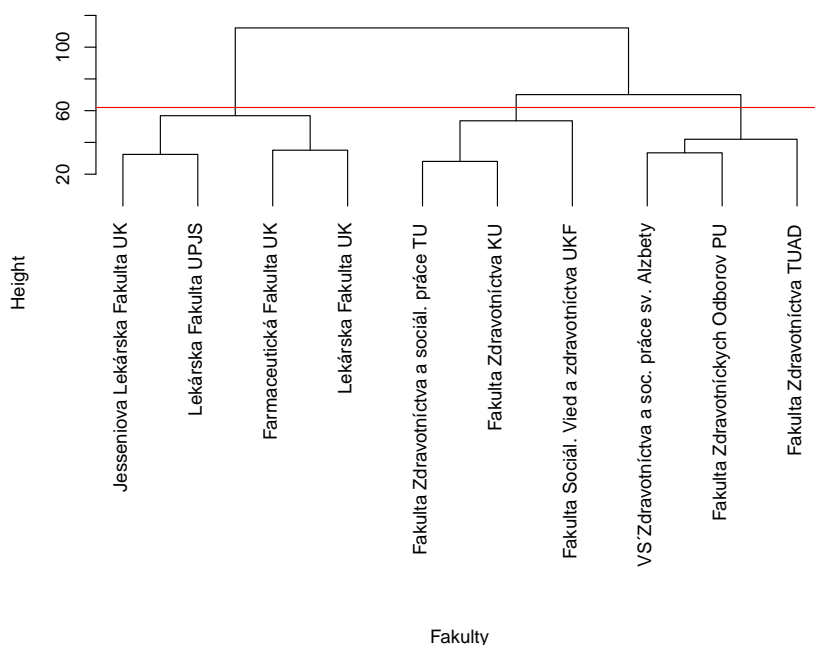 100
60
20
Height
Jesseniova Lekárska Fakulta UK
Lekárska Fakulta UPJS
Farmaceutická Fakulta UK
Lekárska Fakulta UK
Fakulta Zdravotníctva a sociál. práce TU
Fakulta Zdravotníctva KU
Fakulta Sociál. Vied a zdravotníctva UKF
VS´Zdravotníctva a soc. práce sv. Alzbety
Fakulta Zdravotníckych Odborov PU
Fakulta Zdravotníctva TUAD
Fakulty